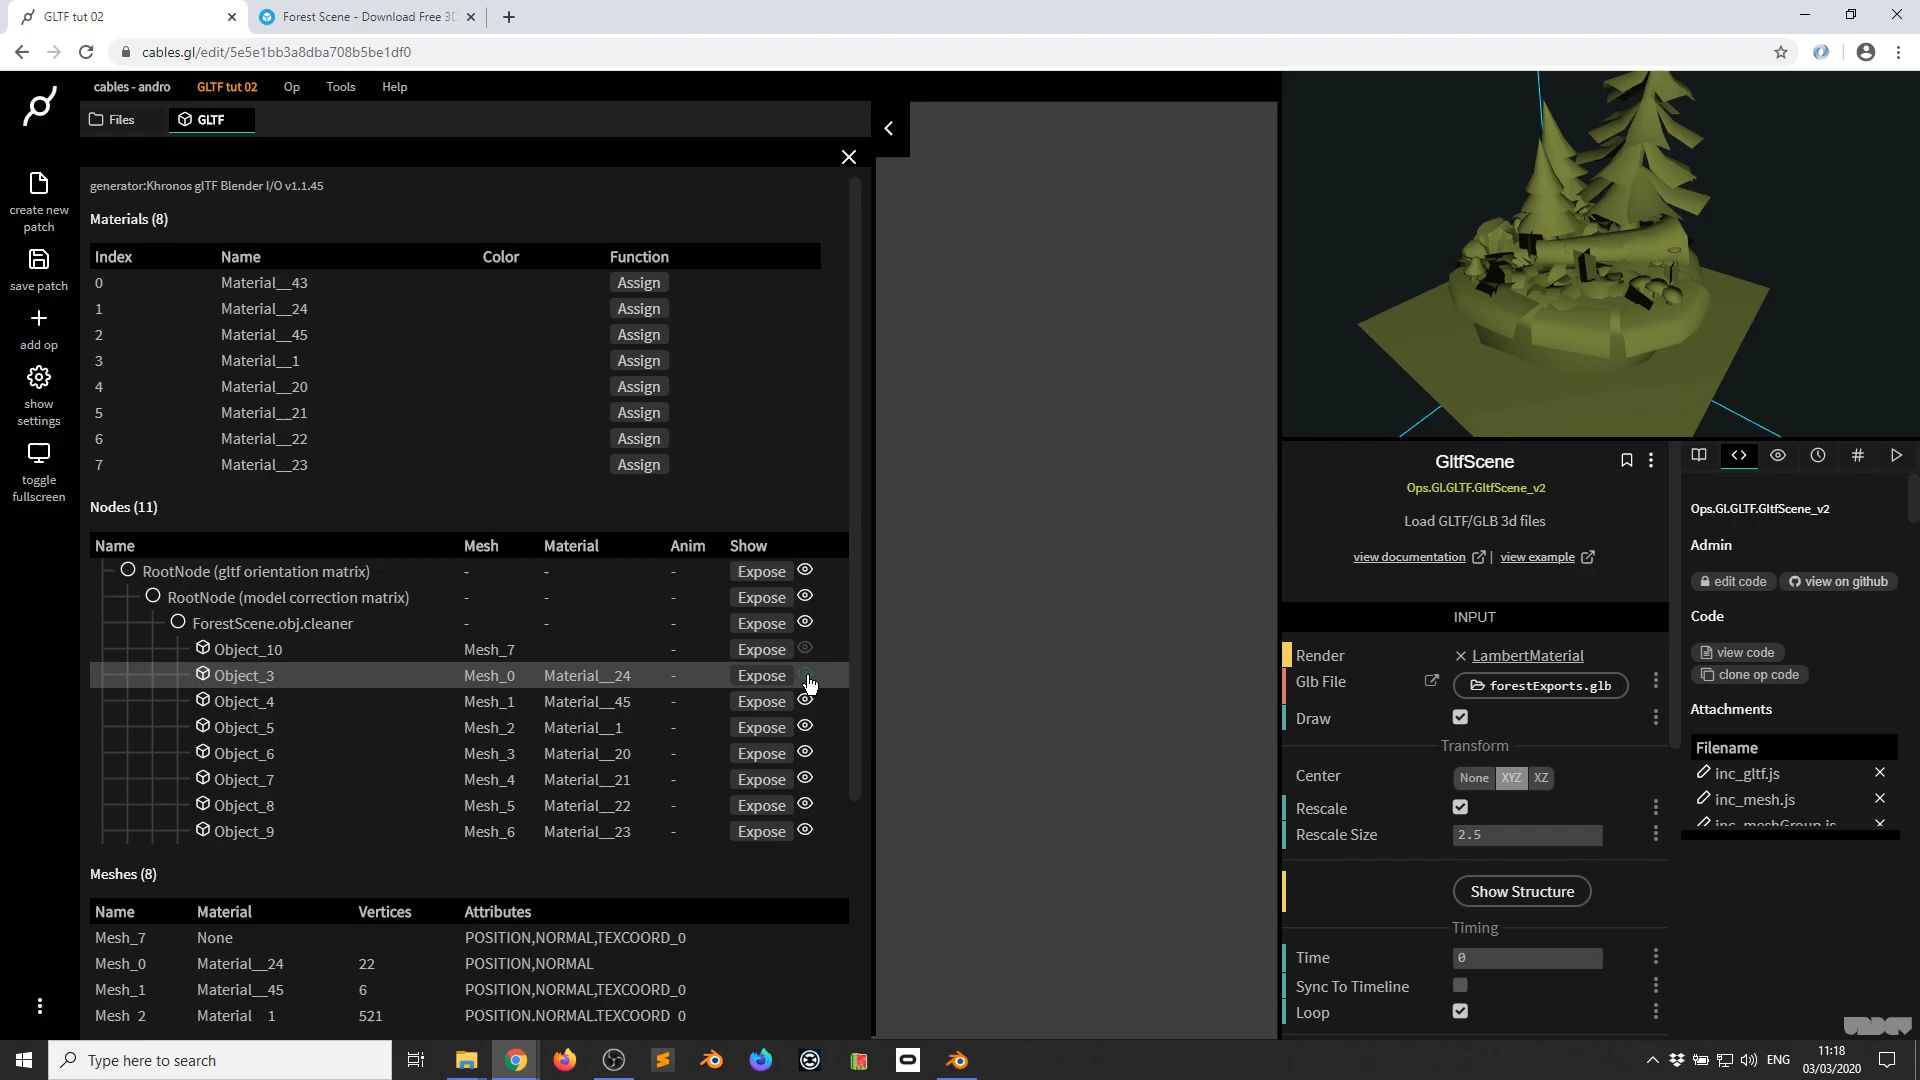 GLTF tut 02
Forest Scene - Download Free 3D
cables.gl/edit/5e5e1bb3a8dba708b5be1df0
cables - andro GLTF tut 02 Op Tools Help
Files GLTF
create new
patch
save patch
add op
show
settings
toggle
fullscreen
generator:Khronos glTF Blender I/O v1.1.45
Materials (8)
Index Name Color Function
0 Material__43 Assign
1 Material__24 Assign
2 Material__45 Assign
3 Material__1 Assign
4 Material__20 Assign
5 Material__21 Assign
6 Material__22 Assign
7 Material__23 Assign
Nodes (11)
Name Mesh Material Anim Show
RootNode (gltf orientation matrix) - - - Expose
RootNode (model correction matrix) - - - Expose
ForestScene.obj.cleaner - - - Expose
Object_10 Mesh_7 Expose
Object_3 Mesh_0 Material__24 - Expose
Object_4 Mesh_1 Material__45 - Expose
Object_5 Mesh_2 Material__1 - Expose
Object_6 Mesh_3 Material__20 - Expose
Object_7 Mesh_4 Material__21 - Expose
Object_8 Mesh_5 Material__22 - Expose
Object_9 Mesh_6 Material__23 - Expose
Meshes (8)
Name Material Vertices Attributes
Mesh_7 None POSITION,NORMAL,TEXCOORD_0
Mesh_0 Material__24 22 POSITION,NORMAL
Mesh_1 Material__45 6 POSITION,NORMAL,TEXCOORD_0
Mesh_2 Material__1 521 POSITION,NORMAL,TEXCOORD_0
GltfScene
Ops.Gl.GLTF.GltfScene_v2
Load GLTF/GLB 3d files
view documentation | view example
INPUT
Render LambertMaterial
Glb File forestExports.glb
Draw
Transform
Center None XYZ XZ
Rescale
Rescale Size 2.5
Show Structure
Timing
Time 0
Sync To Timeline
Loop
Ops.Gl.GLTF.GltfScene_v2
Admin
edit code view on github
Code
view code
clone op code
Attachments
Filename
inc_gltf.js
inc_mesh.js
inc_meshGroup.js
UNDEV
Type here to search
ENG
11:18
03/03/2020